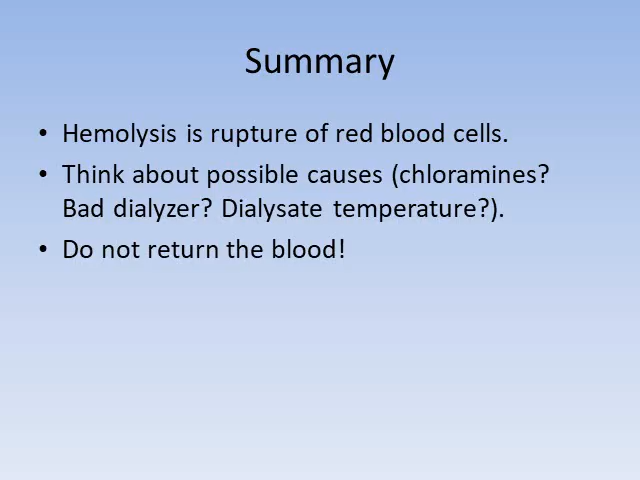 Summary
• Hemolysis is rupture of red blood cells.
• Think about possible causes (chloramines?
Bad dialyzer? Dialysate temperature?).
• Do not return the blood!